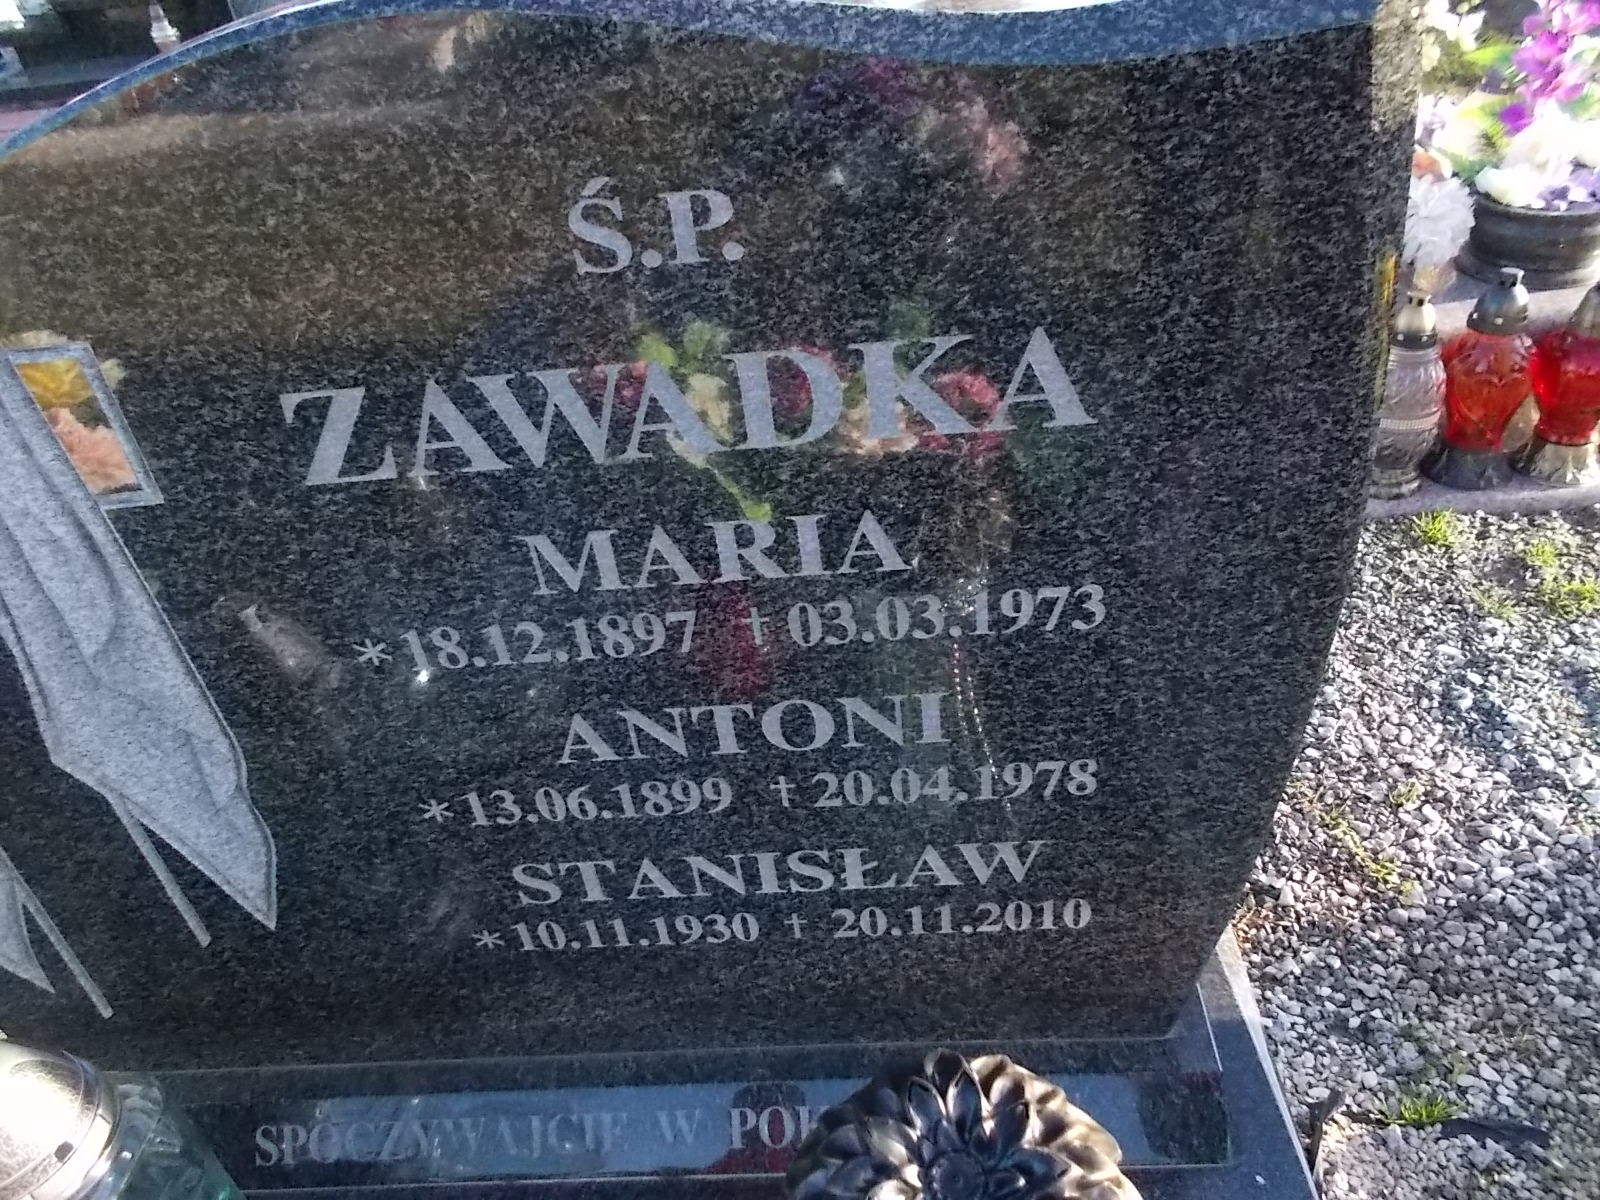 Ś.P.
ZAWADKA
MARIA
*18.12.1897 †03.03.1973
ANTONI
*13.06.1899 †20.04.1978
STANISŁAW
*10.11.1930 † 20.11.2010
SPOCZYWAJCIE W